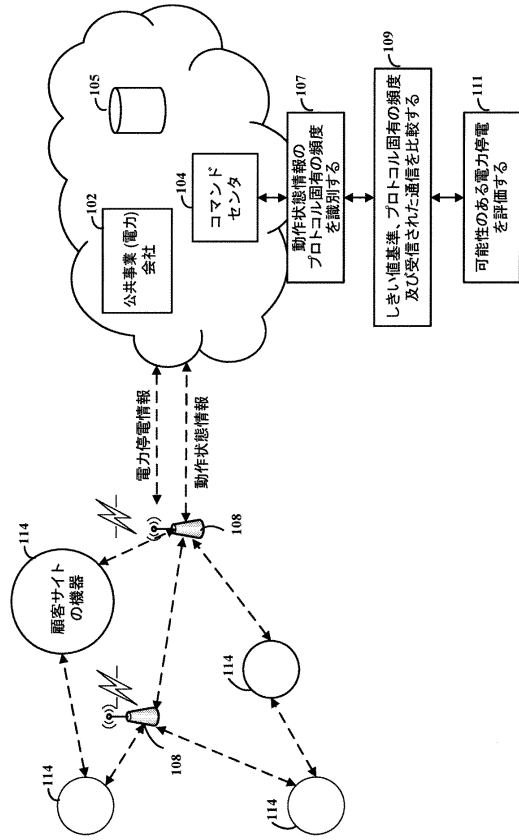 105
102
公共事業(電力)
会社
104
コマンド
センタ
107
動作状態情報の
プロトコル固有の頻度
を識別する
109
しきい値基準、プロトコル固有の頻度
及び受信された通信を比較する
111
可能性のある電力停電
を評価する
電力停電情報
動作状態情報
114
顧客サイト
の機器
108
108
114
114
114